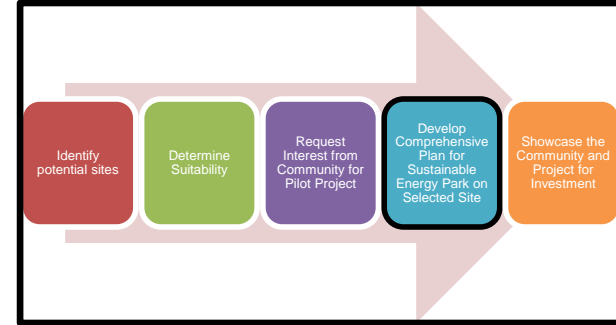 Identify
potential sites
Determine
Suitability
Request
Interest from
Community for
Pilot Project
Develop
Comprehensive
Plan for
Sustainable
Energy Park on
Selected Site
Showcase the
Community and
Project for
Investment